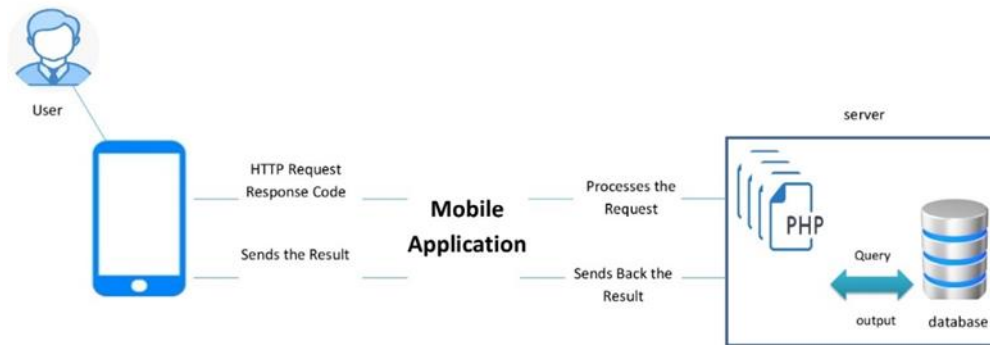 User
server
HTTP Request
Response Code
Mobile
Application
Processes the
Request
PHP
Sends the Result
Sends Back the
Result
Query
output
database